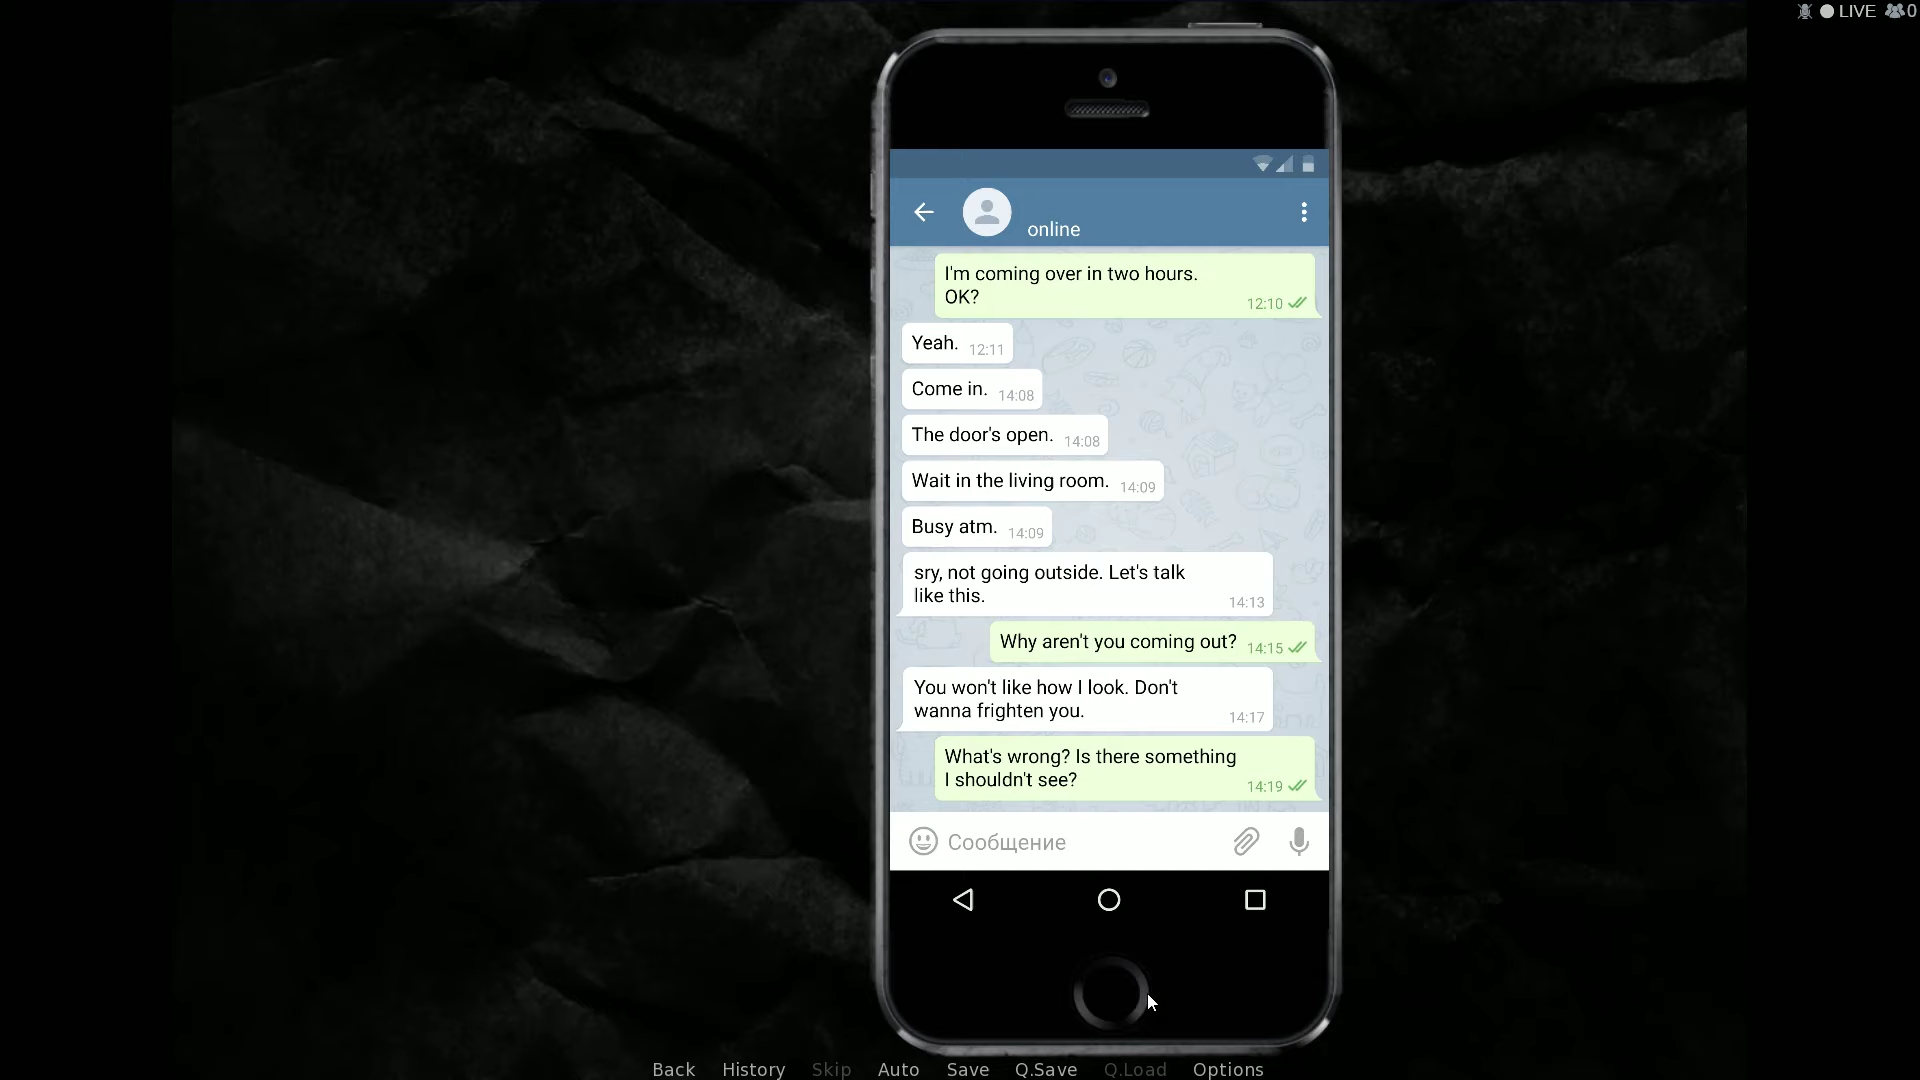 LIVE 0
online
I'm coming over in two hours.
OK?
12:10
Yeah. 12:11
Come in. 14:08
The door's open. 14:08
Wait in the living room. 14:09
Busy atm. 14:09
sry, not going outside. Let's talk
like this.
14:13
Why aren't you coming out? 14:15
You won't like how I look. Don't
wanna frighten you.
14:17
What's wrong? Is there something
I shouldn't see?
14:19
Сообщение
Back History Skip Auto Save Q.Save Q.Load Options